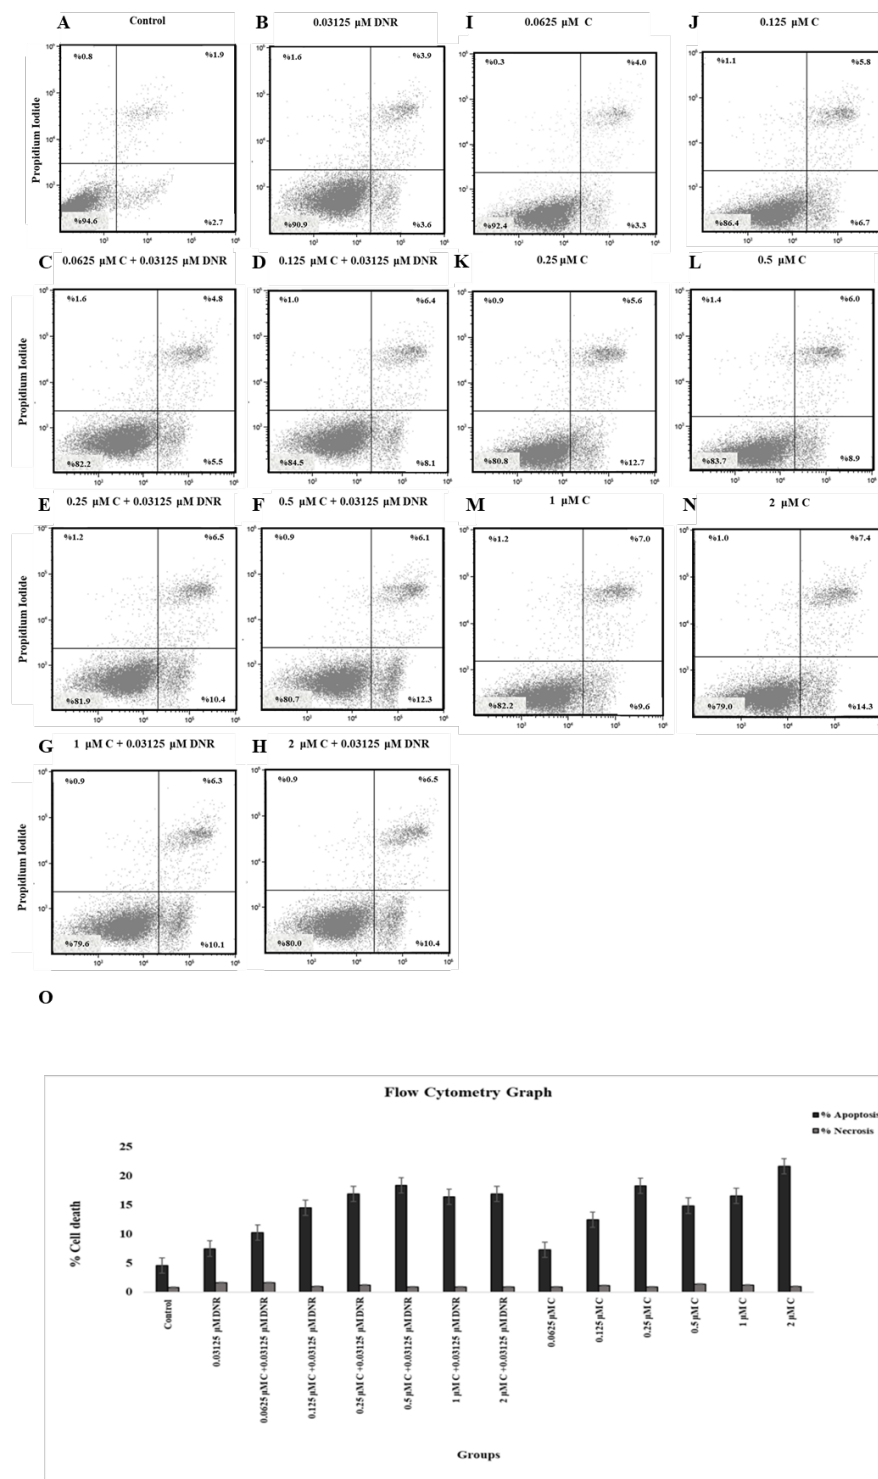 A Control
%0.8 %1.9
Propidium Iodide
%94.6 %2.7
B 0.03125 µM DNR
%1.6 %3.9
%90.9 %3.6
I 0.0625 µM C
%0.3 %4.0
%92.4 %3.3
J 0.125 µM C
%1.1 %5.8
%86.4 %6.7
C 0.0625 µM C + 0.03125 µM DNR
%1.6 %4.8
Propidium Iodide
%82.2 %5.5
D 0.125 µM C + 0.03125 µM DNR
%1.0 %6.4
%84.5 %8.1
K 0.25 µM C
%0.9 %5.6
%80.8 %12.7
L 0.5 µM C
%1.4 %6.0
%83.7 %8.9
E 0.25 µM C + 0.03125 µM DNR
%1.2 %6.5
Propidium Iodide
%81.9 %10.4
F 0.5 µM C + 0.03125 µM DNR
%0.9 %6.1
%80.7 %12.3
M 1 µM C
%1.2 %7.0
%82.2 %9.6
N 2 µM C
%1.0 %7.4
%79.0 %14.3
G 1 µM C + 0.03125 µM DNR
%0.9 %6.3
Propidium Iodide
%79.6 %10.1
H 2 µM C + 0.03125 µM DNR
%0.9 %6.5
%80.0 %10.4
O
Flow Cytometry Graph
% Apoptosis
% Necrosis
% Cell death
25
20
15
10
5
0
Control
0.03125 µM DNR
0.0625 µM C +0.03125 µM DNR
0.125 µM C +0.03125 µM DNR
0.25 µM C +0.03125 µM DNR
0.5 µM C +0.03125 µM DNR
1 µM C +0.03125 µM DNR
2 µM C +0.03125 µM DNR
0.0625 µM C
0.125 µM C
0.25 µM C
0.5 µM C
1 µM C
2 µM C
Groups